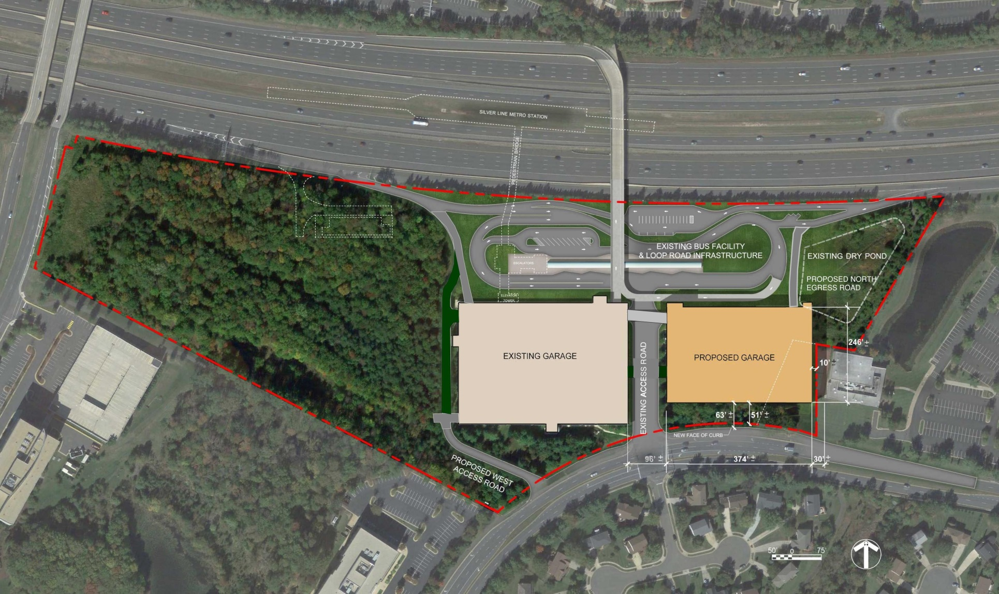 SILVER LINE METRO STATION
PEDESTRIAN BRIDGE
EXISTING BUS FACILITY
& LOOP ROAD INFRASTRUCTURE
EXISTING DRY POND
ESCALATORS
PROPOSED NORTH
EGRESS ROAD
ELEVATOR
TOWER
246' ±
EXISTING GARAGE
PROPOSED GARAGE
10' ±
EXISTING ACCESS ROAD
63' ±
51' ±
NEW FACE OF CURB
96' ±
374' ±
30' ±
PROPOSED WEST
ACCESS ROAD
50' 0 75'